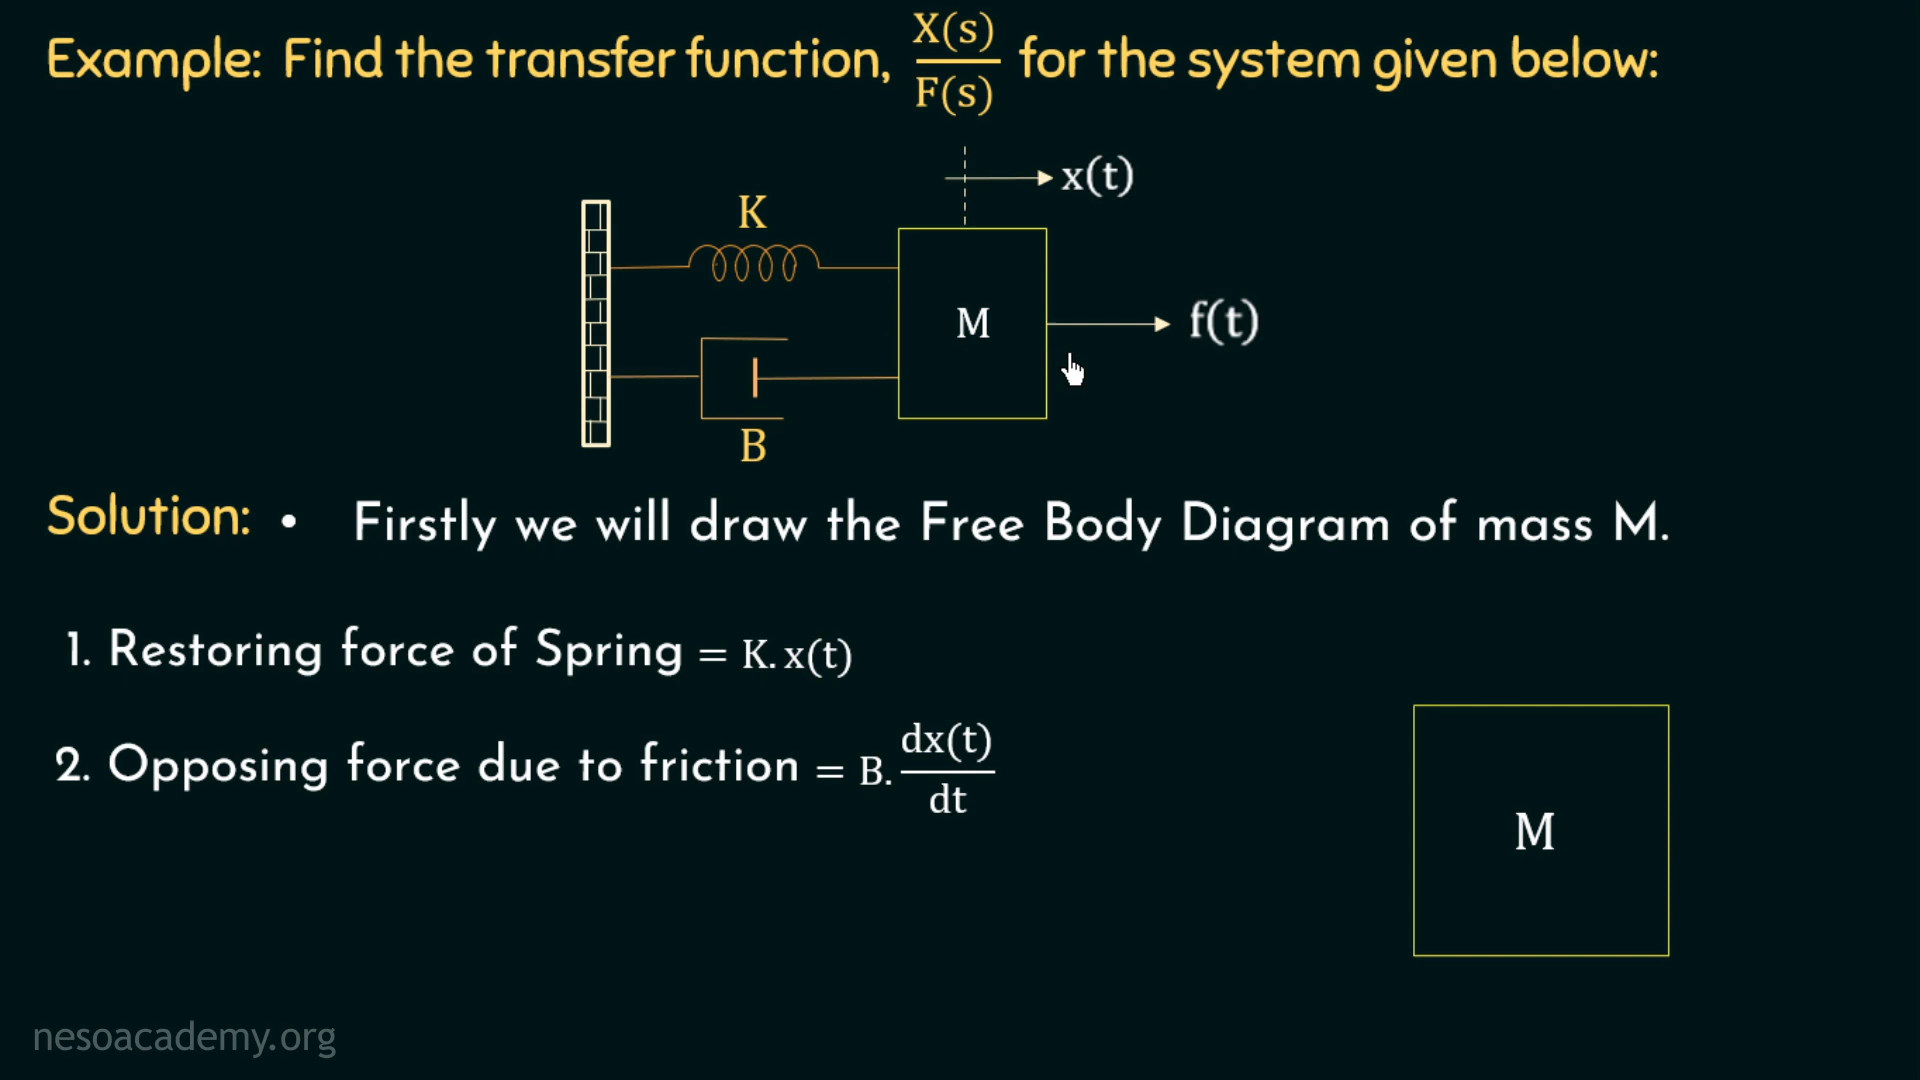 Example: Find the transfer function, X(s)/F(s) for the system given below:
x(t)
K
M
f(t)
B
Solution: • Firstly we will draw the Free Body Diagram of mass M.
1. Restoring force of Spring = K. x(t)
2. Opposing force due to friction = B. dx(t)/dt
M
nesoacademy.org